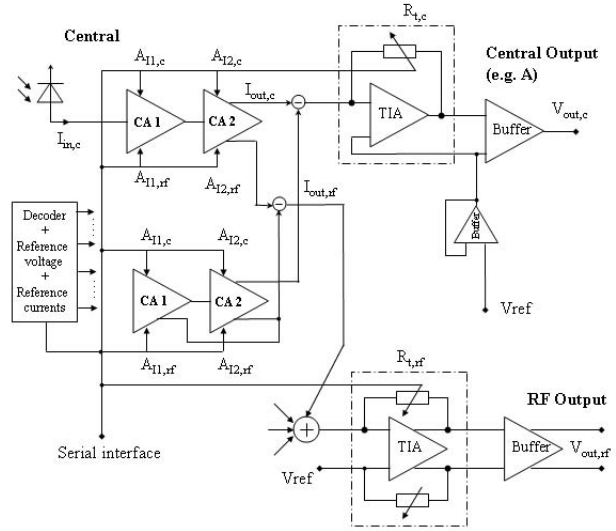 R_t,c
Central
A_I1,c
A_I2,c
Central Output
(e.g. A)
I_out,c
V_out,c
CA 1
CA 2
TIA
Buffer
I_in,c
A_I1,rf
A_I2,rf
I_out,rf
Decoder
+
Reference
voltage
+
Reference
currents
A_I1,c
A_I2,c
Buffer
CA 1
CA 2
Vref
A_I1,rf
A_I2,rf
R_t,rf
RF Output
+
TIA
Buffer
V_out,rf
Serial interface
Vref